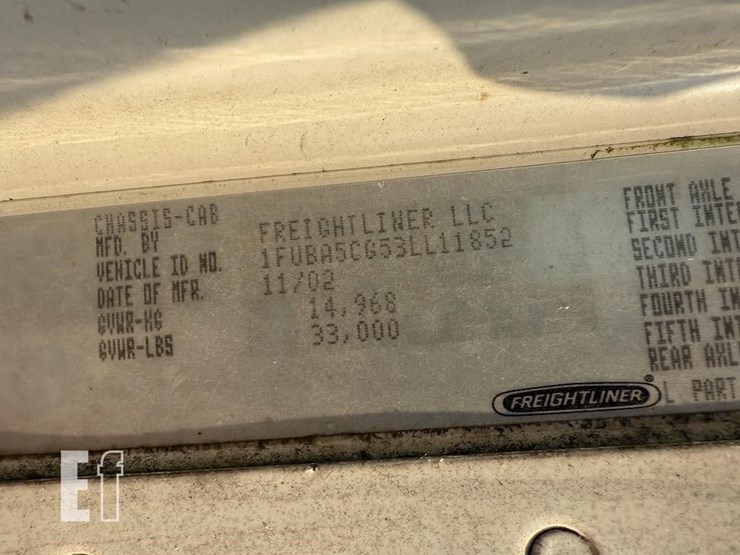 CHASSIS-CAB
MFD. BY FREIGHTLINER LLC
VEHICLE ID NO. 1FVBA5CG53LL11852
DATE OF MFR. 11/02
GVWR-KG 14,968
GVWR-LBS 33,000
FRONT AXLE
FIRST INTE
SECOND INT
THIRD INTE
FOURTH IN
FIFTH INT
REAR AXL
FREIGHTLINER ® L PART
Ef